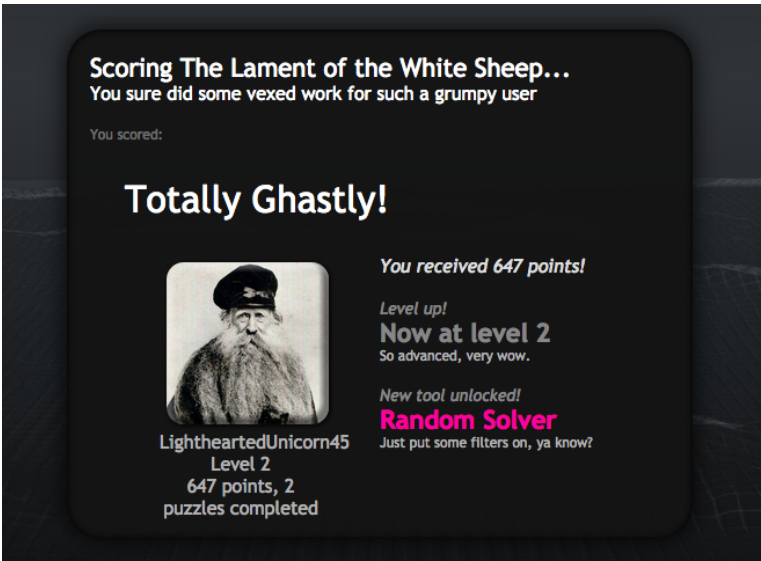 Scoring The Lament of the White Sheep...
You sure did some vexed work for such a grumpy user
You scored:
Totally Ghastly!
You received 647 points!
Level up!
Now at level 2
So advanced, very wow.
New tool unlocked!
Random Solver
Just put some filters on, ya know?
LightheartedUnicorn45
Level 2
647 points, 2
puzzles completed